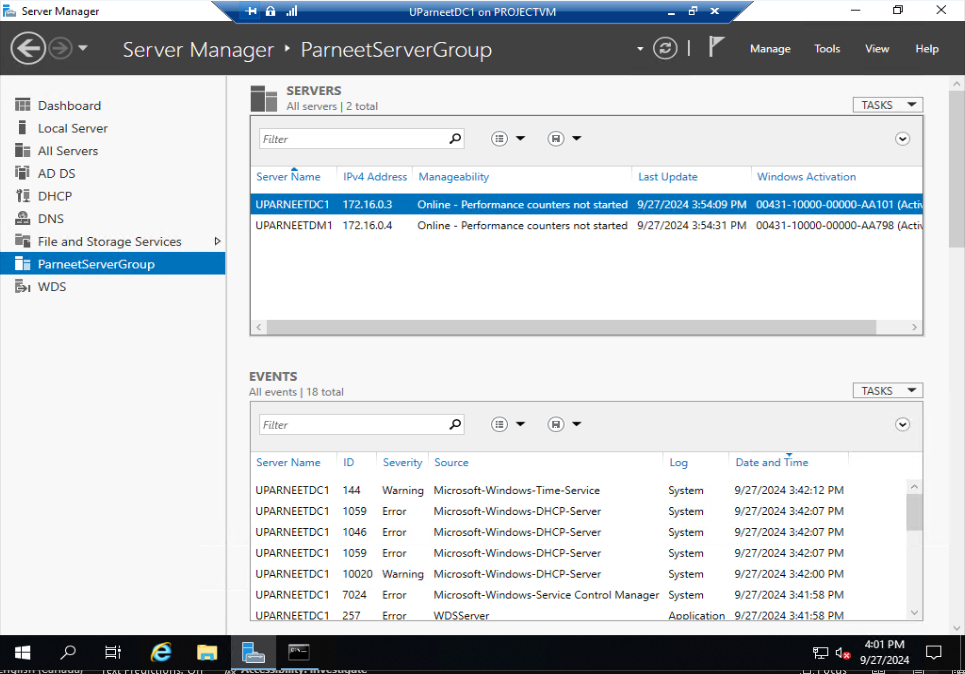 Server Manager
UParneetDC1 on PROJECTVM
Server Manager ‣ ParneetServerGroup
Manage Tools View Help
Dashboard
Local Server
All Servers
AD DS
DHCP
DNS
File and Storage Services
ParneetServerGroup
WDS
SERVERS
All servers | 2 total
TASKS
Filter
Server Name IPv4 Address Manageability Last Update Windows Activation
UPARNEETDC1 172.16.0.3 Online - Performance counters not started 9/27/2024 3:54:09 PM 00431-10000-00000-AA101 (Activ
UPARNEETDM1 172.16.0.4 Online - Performance counters not started 9/27/2024 3:54:31 PM 00431-10000-00000-AA798 (Activ
EVENTS
All events | 18 total
TASKS
Filter
Server Name ID Severity Source Log Date and Time
UPARNEETDC1 144 Warning Microsoft-Windows-Time-Service System 9/27/2024 3:42:12 PM
UPARNEETDC1 1059 Error Microsoft-Windows-DHCP-Server System 9/27/2024 3:42:07 PM
UPARNEETDC1 1046 Error Microsoft-Windows-DHCP-Server System 9/27/2024 3:42:07 PM
UPARNEETDC1 1059 Error Microsoft-Windows-DHCP-Server System 9/27/2024 3:42:07 PM
UPARNEETDC1 10020 Warning Microsoft-Windows-DHCP-Server System 9/27/2024 3:42:00 PM
UPARNEETDC1 7024 Error Microsoft-Windows-Service Control Manager System 9/27/2024 3:41:58 PM
UPARNEETDC1 257 Error WDSServer Application 9/27/2024 3:41:58 PM
4:01 PM
9/27/2024
English (Canada) Text Predictions: On Accessibility: Investigate Focus